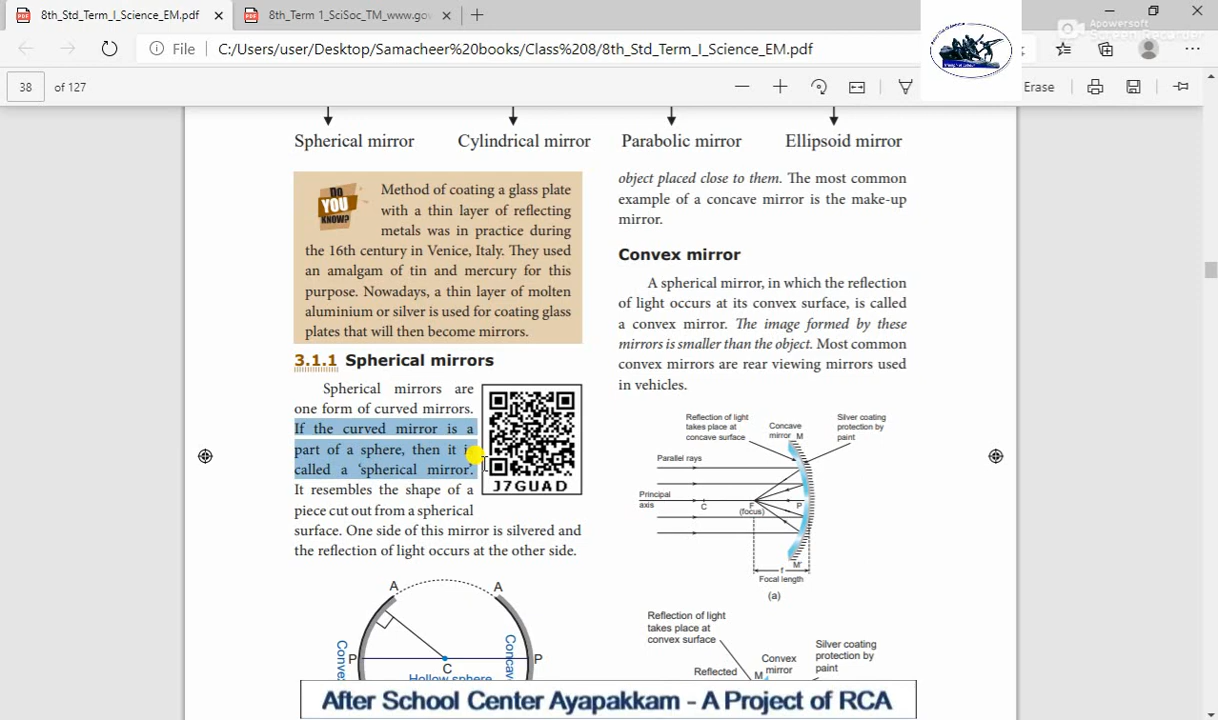 8th_Std_Term_I_Science_EM.pdf
8th_Term 1_SciSoc_TM_www.go
Apowersoft
Screen Recorder
File
C:/Users/user/Desktop/Samacheer%20books/Class%208/8th_Std_Term_I_Science_EM.pdf
38 of 127
Erase
Spherical mirror Cylindrical mirror Parabolic mirror Ellipsoid mirror
DO
YOU
KNOW?
Method of coating a glass plate
with a thin layer of reflecting
metals was in practice during
the 16th century in Venice, Italy. They used
an amalgam of tin and mercury for this
purpose. Nowadays, a thin layer of molten
aluminium or silver is used for coating glass
plates that will then become mirrors.
3.1.1 Spherical mirrors
Spherical mirrors are
one form of curved mirrors.
If the curved mirror is a
part of a sphere, then it i
called a ‘spherical mirror’.
It resembles the shape of a
piece cut out from a spherical
surface. One side of this mirror is silvered and
the reflection of light occurs at the other side.
J7GUAD
A A
P P
C
Convex
Concav
Hollow sphere
object placed close to them. The most common
example of a concave mirror is the make-up
mirror.
Convex mirror
A spherical mirror, in which the reflection
of light occurs at its convex surface, is called
a convex mirror. The image formed by these
mirrors is smaller than the object. Most common
convex mirrors are rear viewing mirrors used
in vehicles.
Reflection of light
takes place at
concave surface
Concave
mirror M
Silver coating
protection by
paint
Parallel rays
Principal
axis
C
F
(focus)
P
M'
f
Focal length
(a)
Reflection of light
takes place at
convex surface
Silver coating
protection by
paint
Convex
mirror
M
Reflected
After School Center Ayapakkam - A Project of RCA